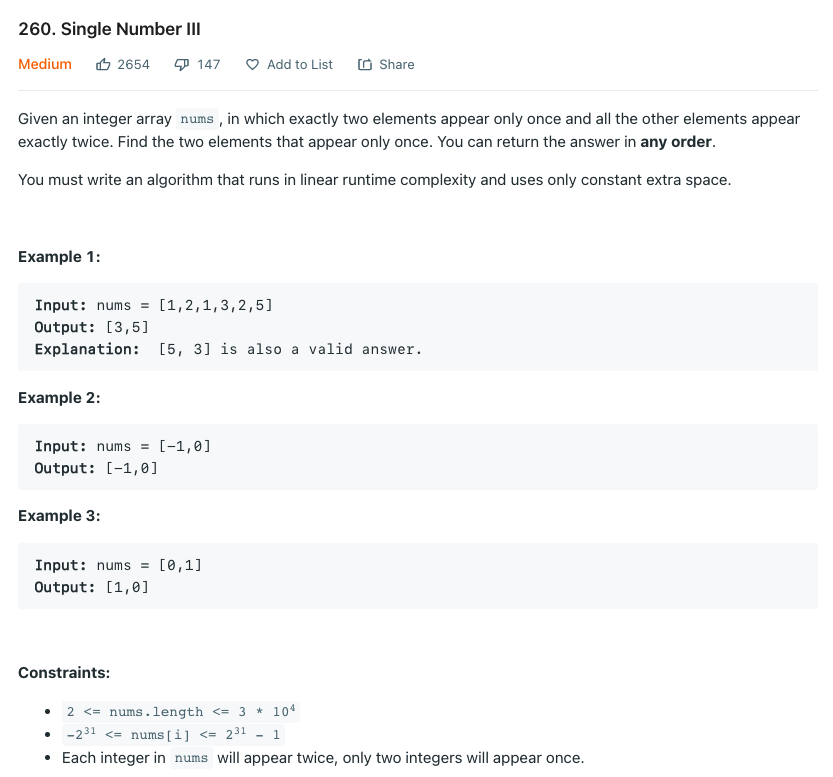 260. Single Number III
Medium 2654 147 Add to List Share
Given an integer array nums , in which exactly two elements appear only once and all the other elements appear
exactly twice. Find the two elements that appear only once. You can return the answer in any order.
You must write an algorithm that runs in linear runtime complexity and uses only constant extra space.
Example 1:
Input: nums = [1,2,1,3,2,5]
Output: [3,5]
Explanation:  [5, 3] is also a valid answer.
Example 2:
Input: nums = [-1,0]
Output: [-1,0]
Example 3:
Input: nums = [0,1]
Output: [1,0]
Constraints:
• 2 <= nums.length <= 3 * 10⁴
• -2³¹ <= nums[i] <= 2³¹ - 1
• Each integer in nums will appear twice, only two integers will appear once.